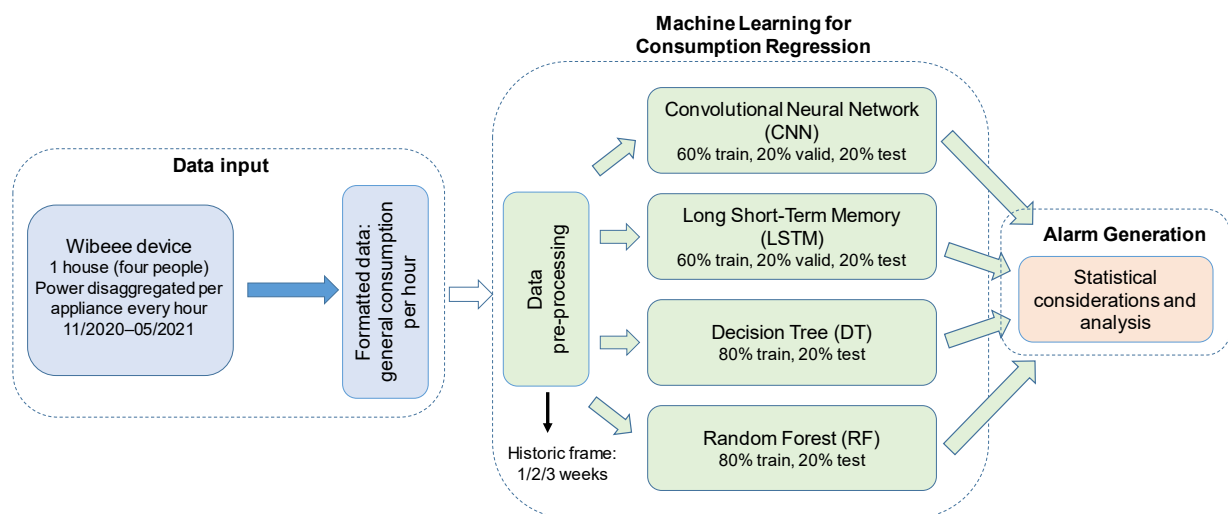 Data input
Wibeee device
1 house (four people)
Power disaggregated per
appliance every hour
11/2020–05/2021
Formatted data:
general consumption
per hour
Machine Learning for
Consumption Regression
Data
pre-processing
Historic frame:
1/2/3 weeks
Convolutional Neural Network
(CNN)
60% train, 20% valid, 20% test
Long Short-Term Memory
(LSTM)
60% train, 20% valid, 20% test
Decision Tree (DT)
80% train, 20% test
Random Forest (RF)
80% train, 20% test
Alarm Generation
Statistical
considerations and
analysis